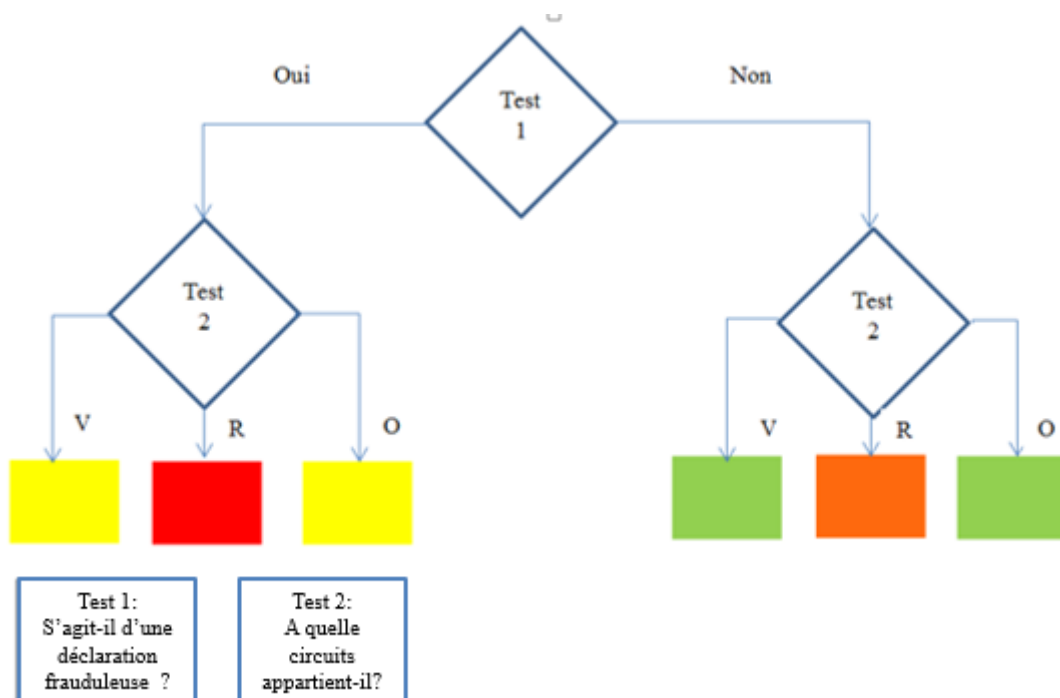 Oui
Non
Test
1
Test
2
Test
2
V
R
O
V
R
O
Test 1:
S’agit-il d’une
déclaration
frauduleuse ?
Test 2:
A quelle
circuits
appartient-il?